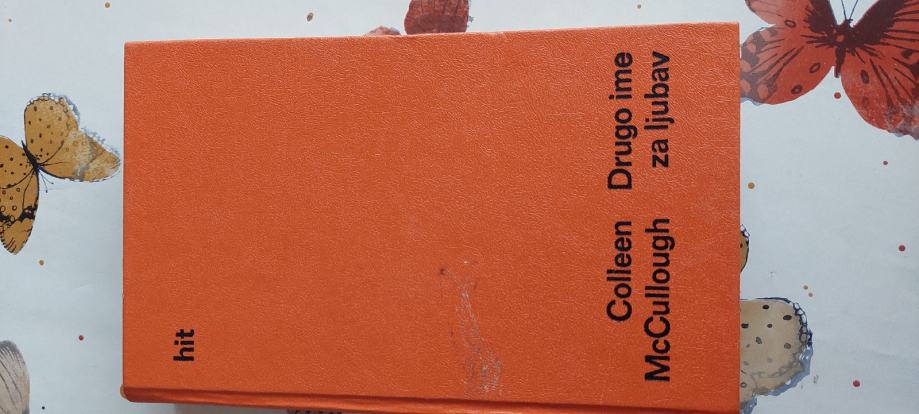 hit
Colleen
McCullough
Drugo ime
za ljubav